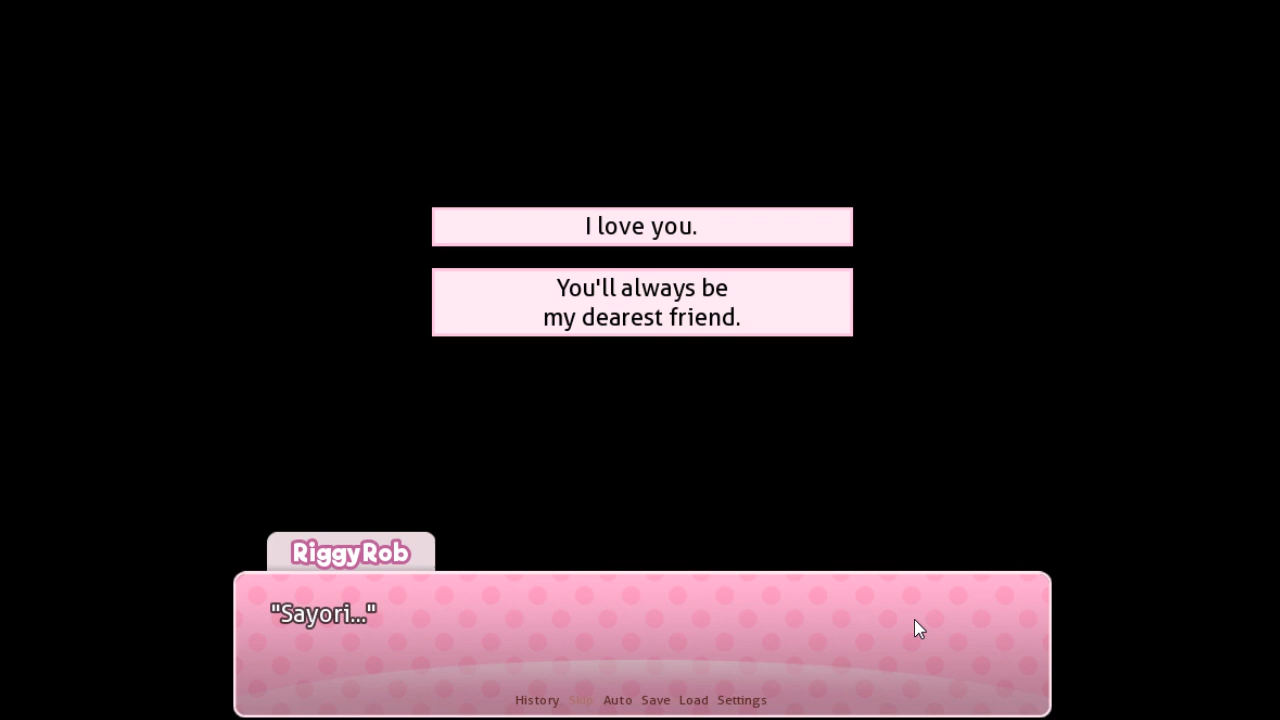 I love you.
You'll always be
my dearest friend.
RiggyRob
"Sayori..."
History Skip Auto Save Load Settings